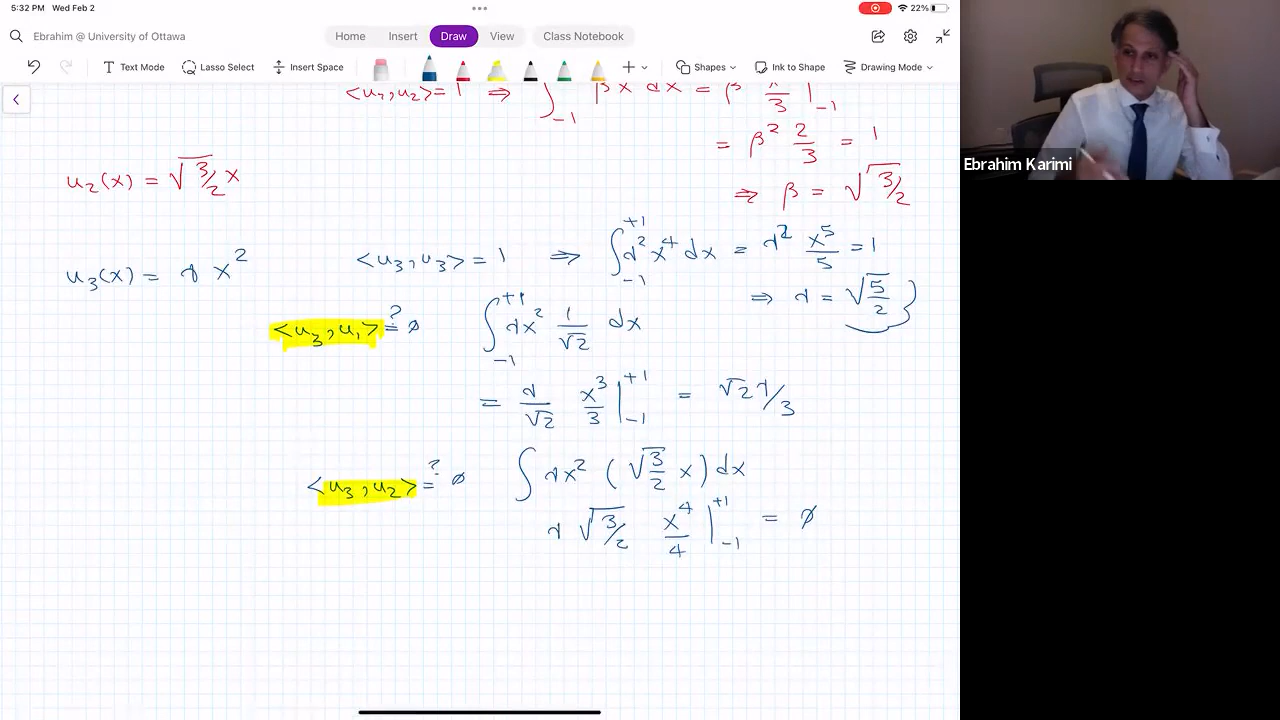 5:32 PM Wed Feb 2
22%
Ebrahim @ University of Ottawa
Home Insert Draw View Class Notebook
Text Mode Lasso Select Insert Space Shapes Ink to Shape Drawing Mode
= β² 2/3 = 1
u₂(x) = √3/2 x
⇒ β = √3/2
Ebrahim Karimi
u₃(x) = γ x²
<u₃,u₃> = 1 ⇒ ∫₋₁⁺¹ γ² x⁴ dx = γ² x⁵/5 = 1
⇒ γ = √5/2
<u₃,u₁> ?= ø ∫₋₁⁺¹ γx² 1/√2 dx
= γ/√2 x³/3 |₋₁⁺¹ = √2 γ/3
<u₃,u₂> ?= ø ∫ γx² (√3/2 x) dx
γ √3/2 x⁴/4 |₋₁⁺¹ = ø